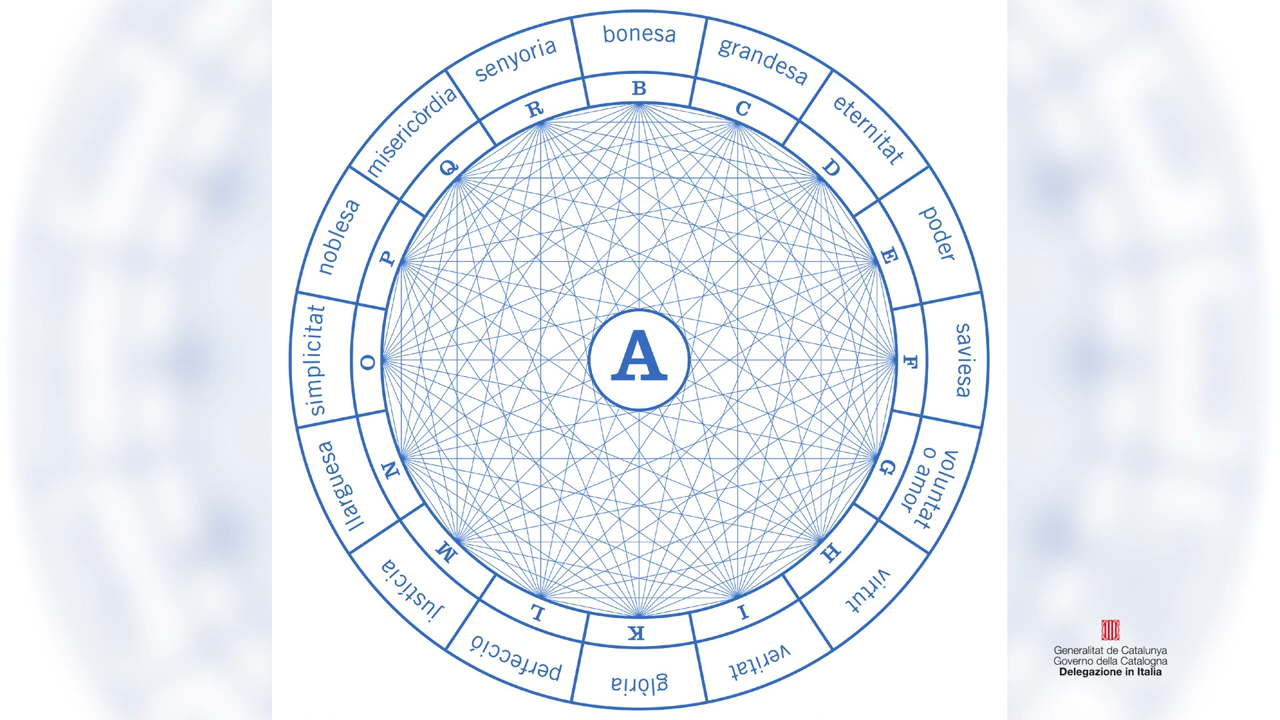 A
B
bonesa
C
grandesa
D
eternitat
E
poder
F
saviesa
G
voluntat
o amor
H
virtut
I
veritat
K
glòria
L
perfecció
M
justícia
N
llarguesa
O
simplicitat
P
noblesa
Q
misericòrdia
R
senyoria
Generalitat de Catalunya
Governo della Catalogna
Delegazione in Italia